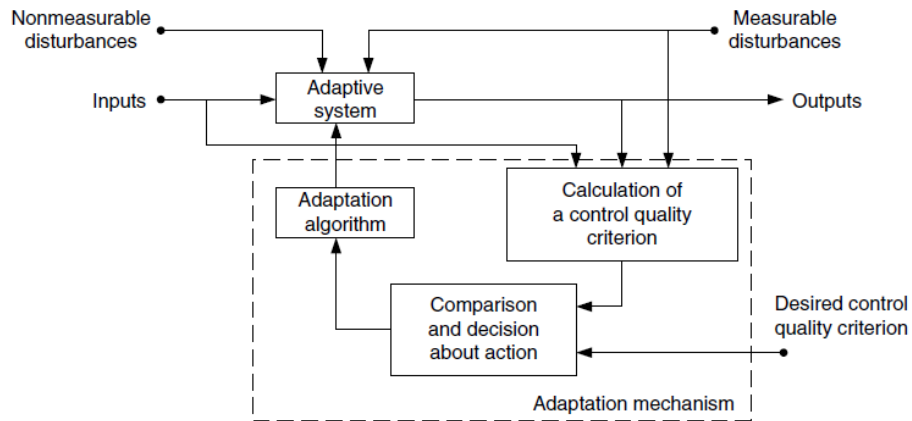 Nonmeasurable
disturbances
Measurable
disturbances
Inputs
Adaptive
system
Outputs
Adaptation
algorithm
Calculation of
a control quality
criterion
Comparison
and decision
about action
Desired control
quality criterion
Adaptation mechanism